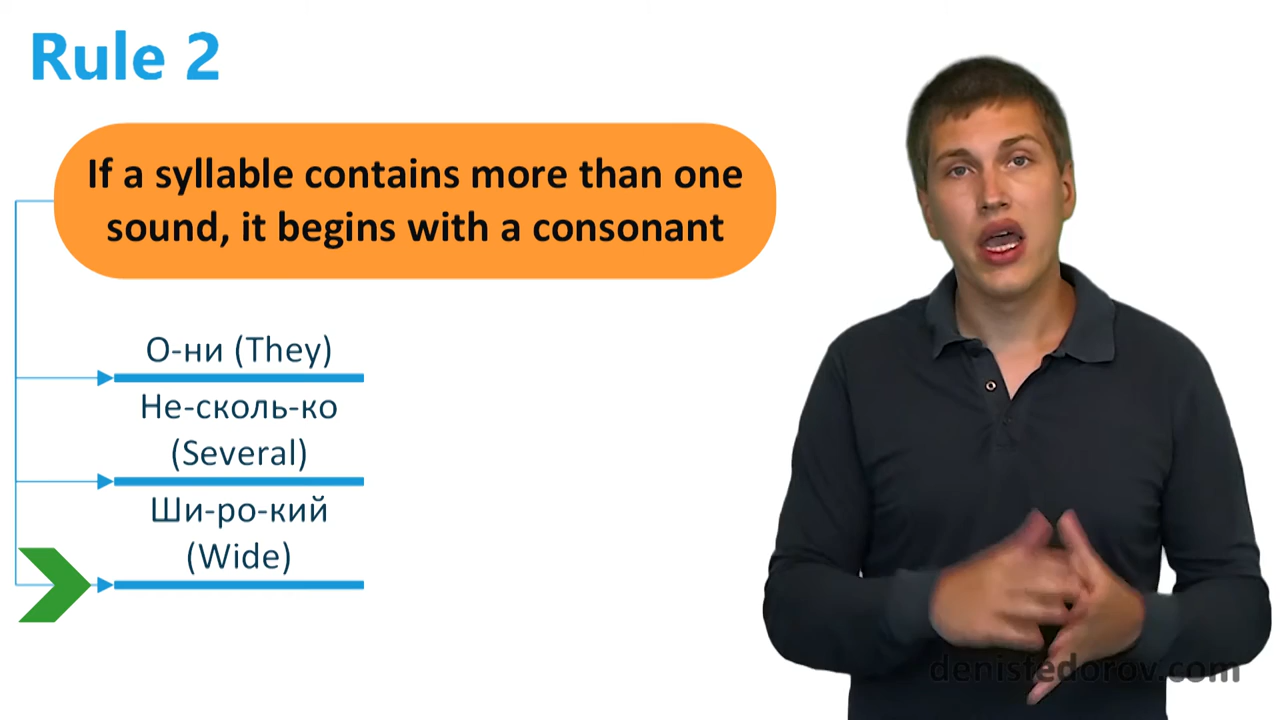 Rule 2
If a syllable contains more than one
sound, it begins with a consonant
О-ни (They)
Не-сколь-ко
(Several)
Ши-ро-кий
(Wide)
denisfedorov.com